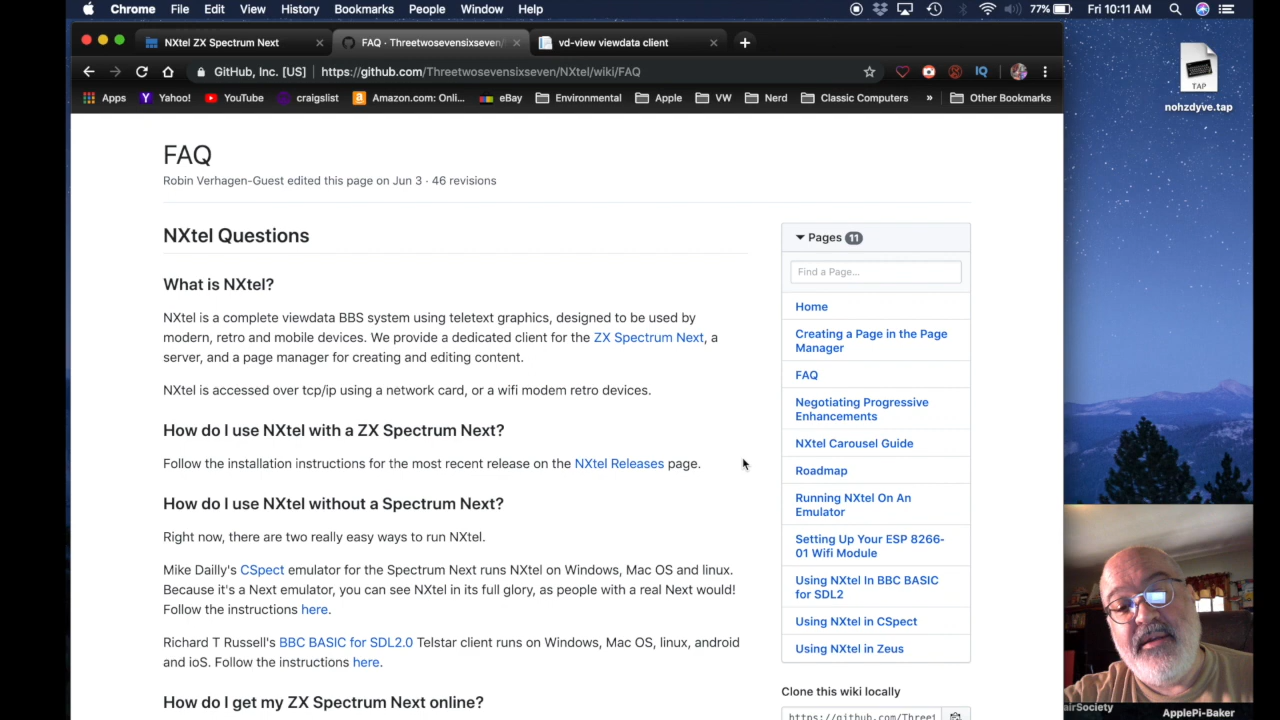 Chrome File Edit View History Bookmarks People Window Help 77% Fri 10:11 AM
NXtel ZX Spectrum Next
FAQ · Threetwosevensixseven/
vd-view viewdata client
GitHub, Inc. [US] https://github.com/Threetwosevensixseven/NXtel/wiki/FAQ
IQ
Apps Yahoo! YouTube craigslist Amazon.com: Onli... eBay Environmental Apple VW Nerd Classic Computers » Other Bookmarks
TAP
nohzdyve.tap
FAQ
Robin Verhagen-Guest edited this page on Jun 3 · 46 revisions
NXtel Questions
What is NXtel?
NXtel is a complete viewdata BBS system using teletext graphics, designed to be used by
modern, retro and mobile devices. We provide a dedicated client for the ZX Spectrum Next, a
server, and a page manager for creating and editing content.
NXtel is accessed over tcp/ip using a network card, or a wifi modem retro devices.
How do I use NXtel with a ZX Spectrum Next?
Follow the installation instructions for the most recent release on the NXtel Releases page.
How do I use NXtel without a Spectrum Next?
Right now, there are two really easy ways to run NXtel.
Mike Dailly's CSpect emulator for the Spectrum Next runs NXtel on Windows, Mac OS and linux.
Because it's a Next emulator, you can see NXtel in its full glory, as people with a real Next would!
Follow the instructions here.
Richard T Russell's BBC BASIC for SDL2.0 Telstar client runs on Windows, Mac OS, linux, android
and ioS. Follow the instructions here.
How do I get my ZX Spectrum Next online?
Pages 11
Find a Page...
Home
Creating a Page in the Page
Manager
FAQ
Negotiating Progressive
Enhancements
NXtel Carousel Guide
Roadmap
Running NXtel On An
Emulator
Setting Up Your ESP 8266-
01 Wifi Module
Using NXtel In BBC BASIC
for SDL2
Using NXtel in CSpect
Using NXtel in Zeus
Clone this wiki locally
https://github.com/Threet
airSociety
ApplePi-Baker